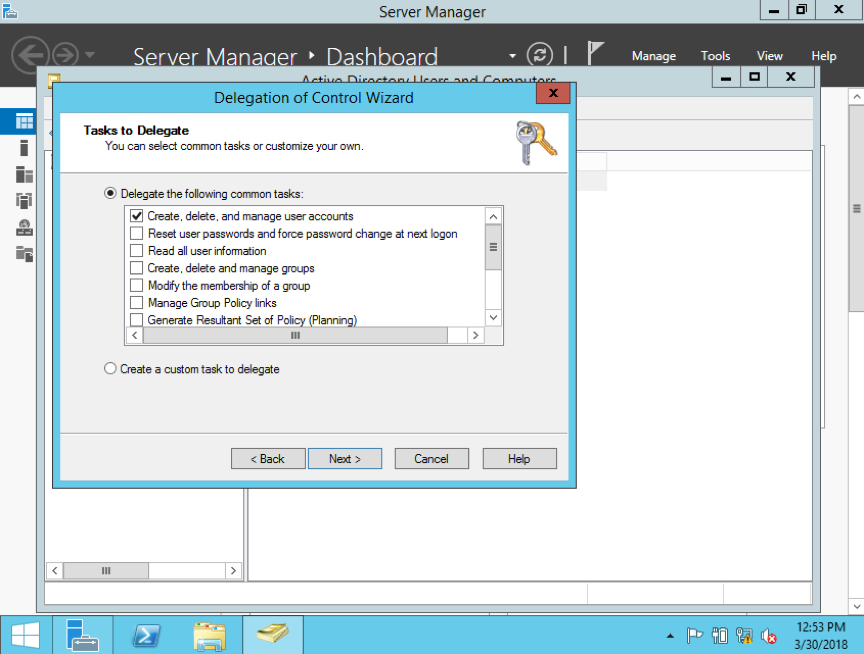 Server Manager
Server Manager ‣ Dashboard
Manage Tools View Help
Active Directory Users and Computers
Delegation of Control Wizard
Tasks to Delegate
You can select common tasks or customize your own.
Delegate the following common tasks:
Create, delete, and manage user accounts
Reset user passwords and force password change at next logon
Read all user information
Create, delete and manage groups
Modify the membership of a group
Manage Group Policy links
Generate Resultant Set of Policy (Planning)
Create a custom task to delegate
< Back Next > Cancel Help
12:53 PM
3/30/2018